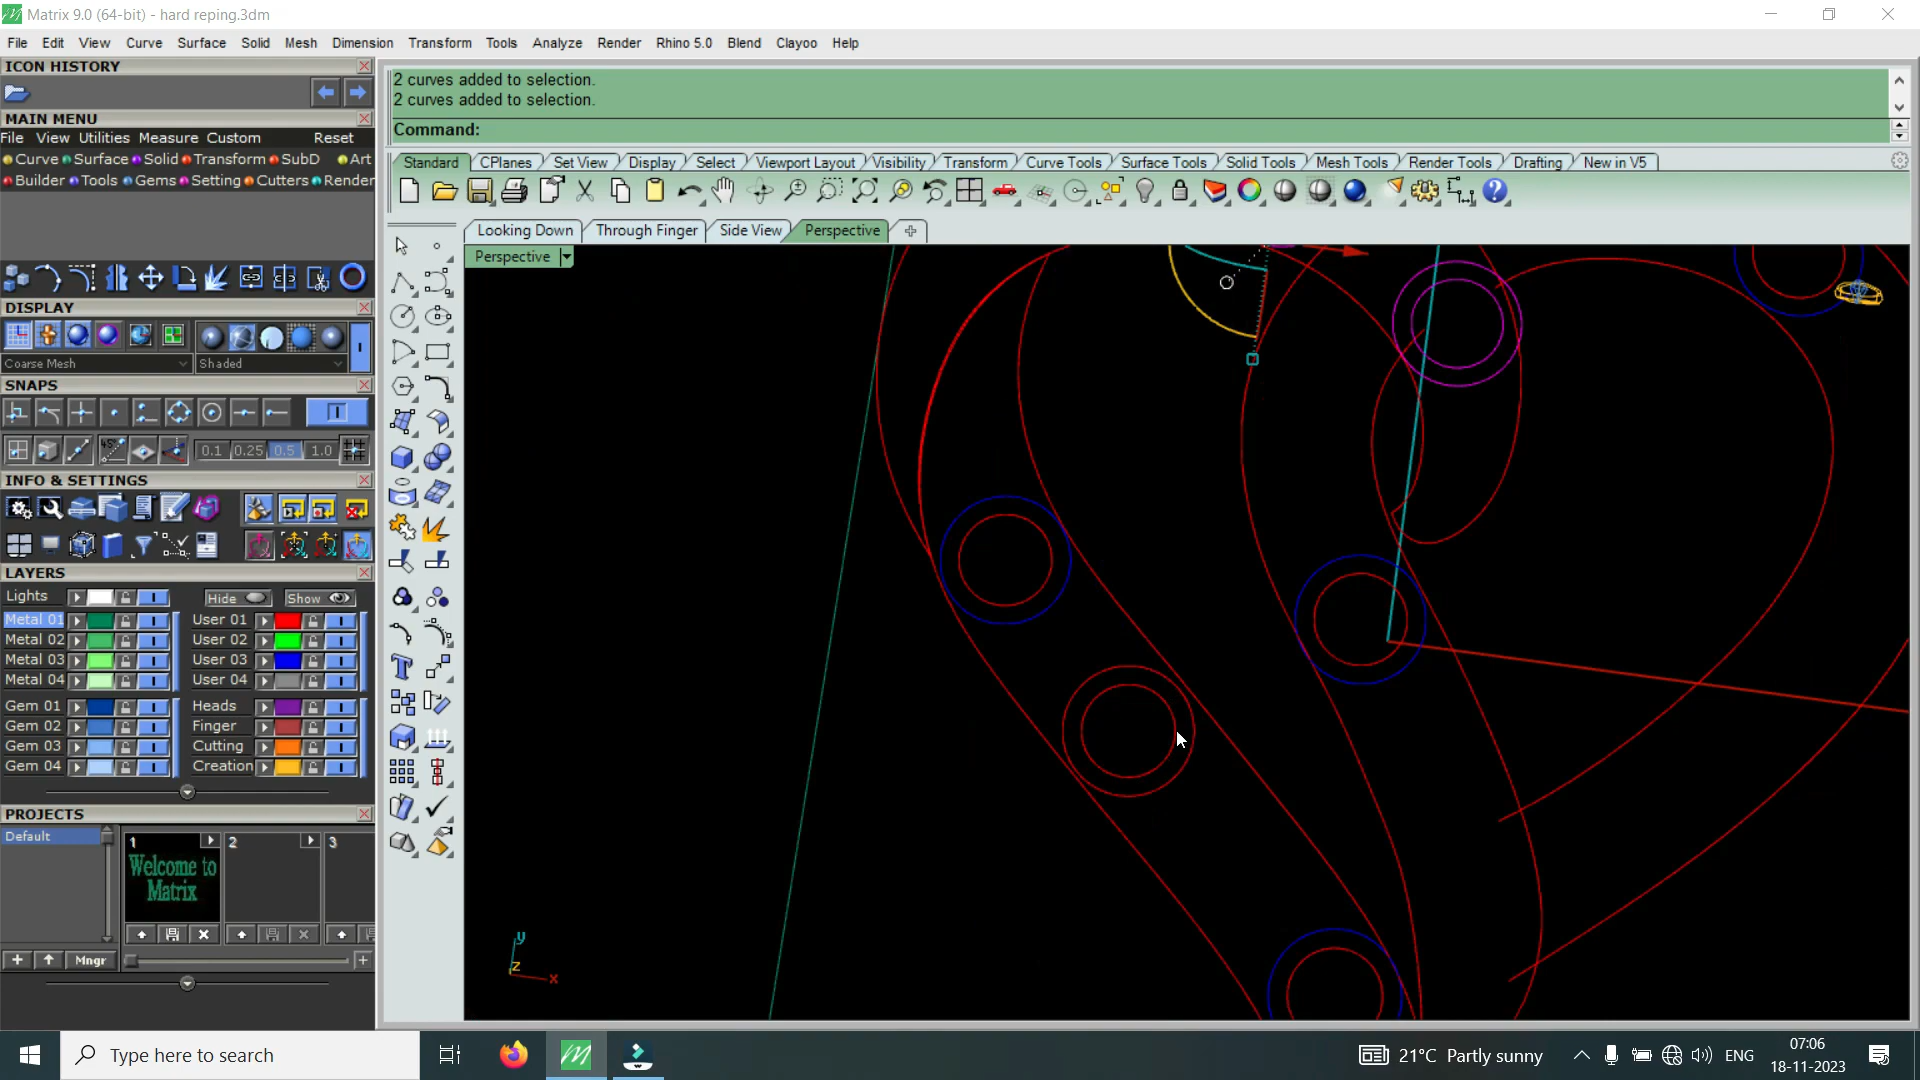 Matrix 9.0 (64-bit) - hard reping.3dm
File Edit View Curve Surface Solid Mesh Dimension Transform Tools Analyze Render Rhino 5.0 Blend Clayoo Help
ICON HISTORY
MAIN MENU
File View Utilities Measure Custom Reset
Curve Surface Solid Transform SubD Art
Builder Tools Gems Setting Cutters Render
DISPLAY
Coarse Mesh Shaded
SNAPS
0.1 0.25 0.5 1.0
INFO & SETTINGS
LAYERS
Lights Hide Show
Metal 01 User 01
Metal 02 User 02
Metal 03 User 03
Metal 04 User 04
Gem 01 Heads
Gem 02 Finger
Gem 03 Cutting
Gem 04 Creation
PROJECTS
Default
1 2 3
Welcome to
Matrix
Mngr
2 curves added to selection.
2 curves added to selection.
Command:
Standard CPlanes Set View Display Select Viewport Layout Visibility Transform Curve Tools Surface Tools Solid Tools Mesh Tools Render Tools Drafting New in V5
Looking Down Through Finger Side View Perspective
Perspective
y
z
x
Type here to search
21°C Partly sunny
ENG
07:06
18-11-2023